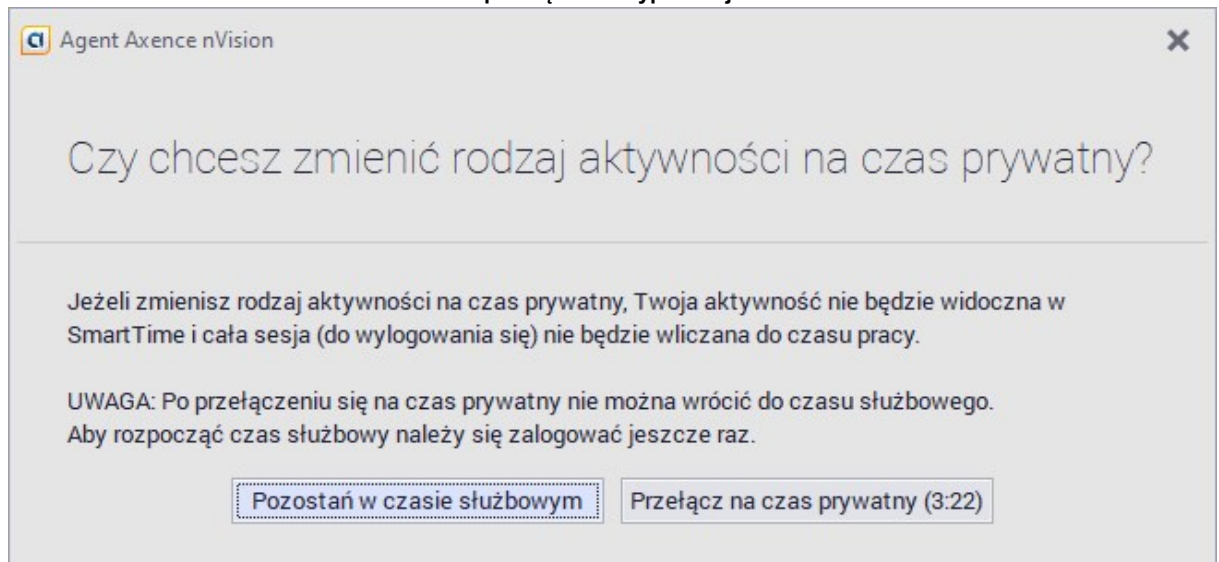 Agent Axence nVision
Czy chcesz zmienić rodzaj aktywności na czas prywatny?
Jeżeli zmienisz rodzaj aktywności na czas prywatny, Twoja aktywność nie będzie widoczna w
SmartTime i cała sesja (do wylogowania się) nie będzie wliczana do czasu pracy.
UWAGA: Po przełączeniu się na czas prywatny nie można wrócić do czasu służbowego.
Aby rozpocząć czas służbowy należy się zalogować jeszcze raz.
Pozostań w czasie służbowym
Przełącz na czas prywatny (3:22)